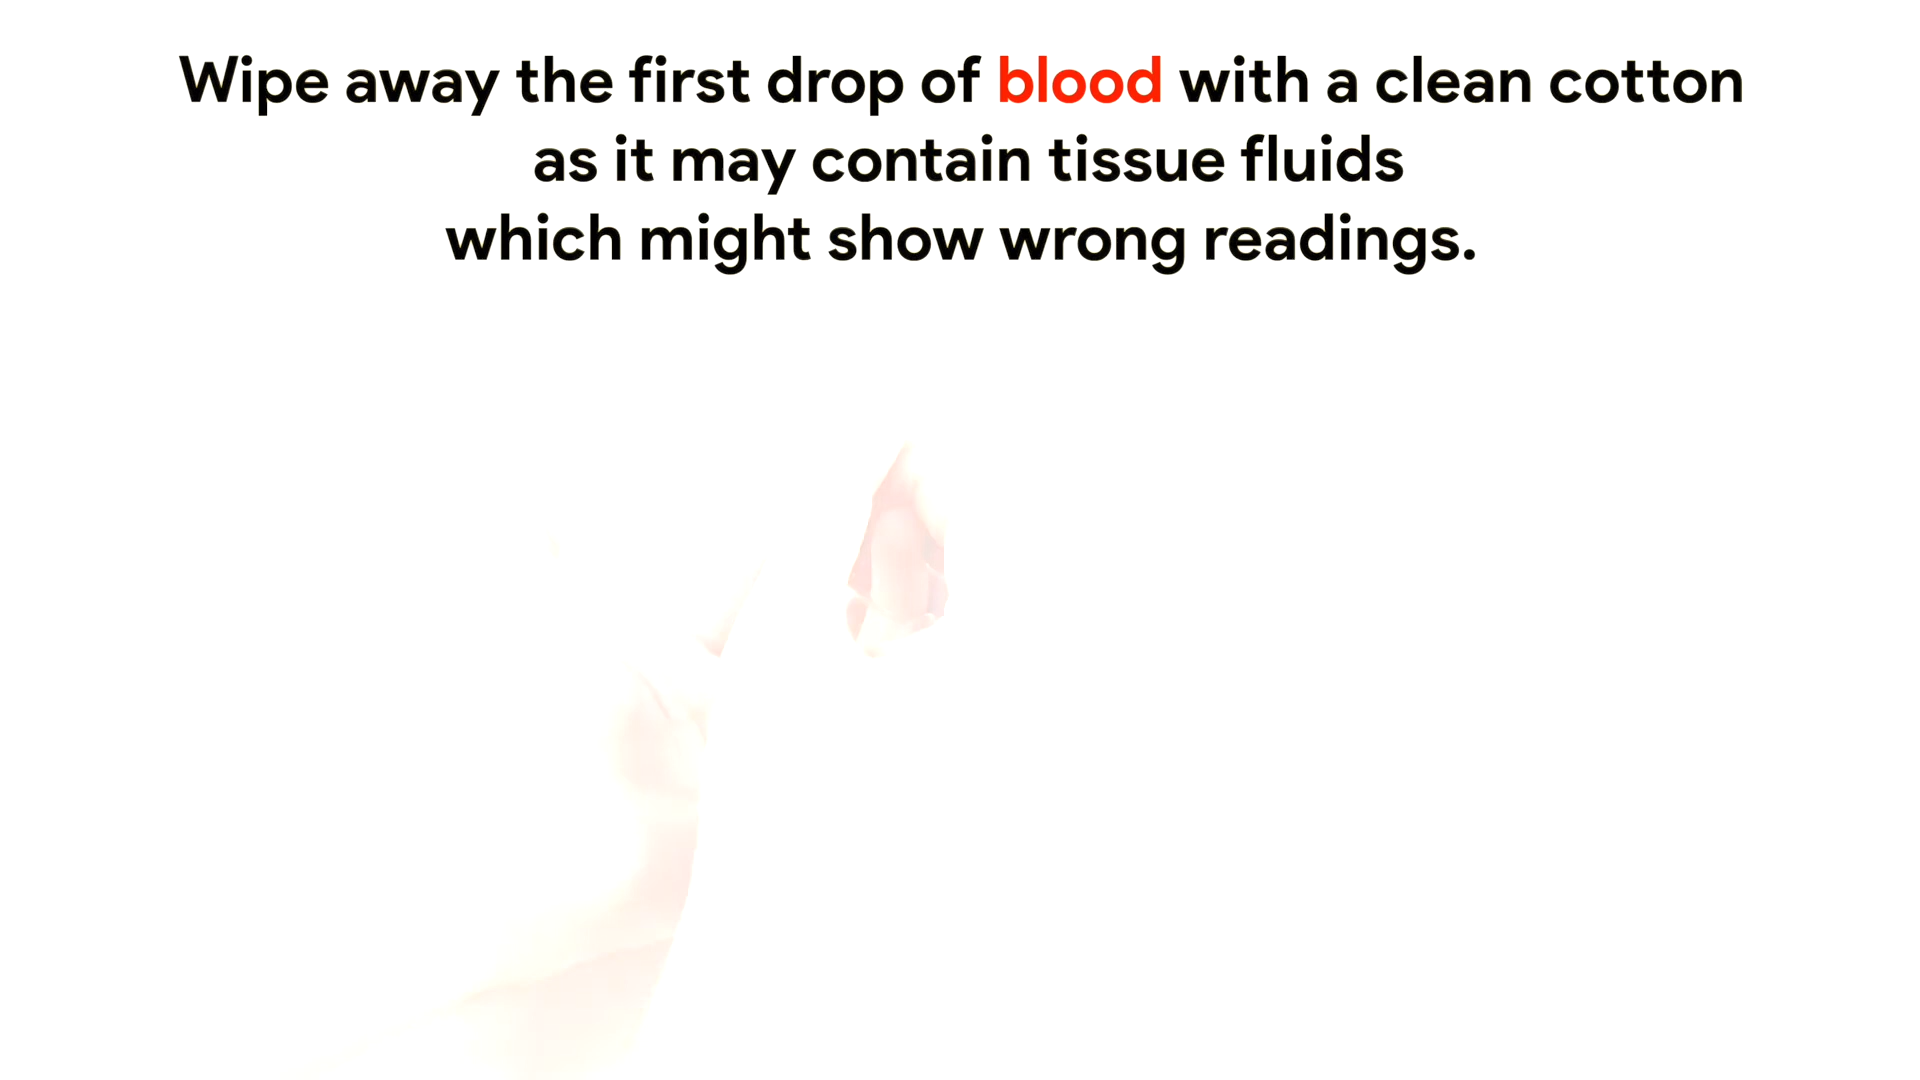 Wipe away the first drop of blood with a clean cotton
as it may contain tissue fluids
which might show wrong readings.